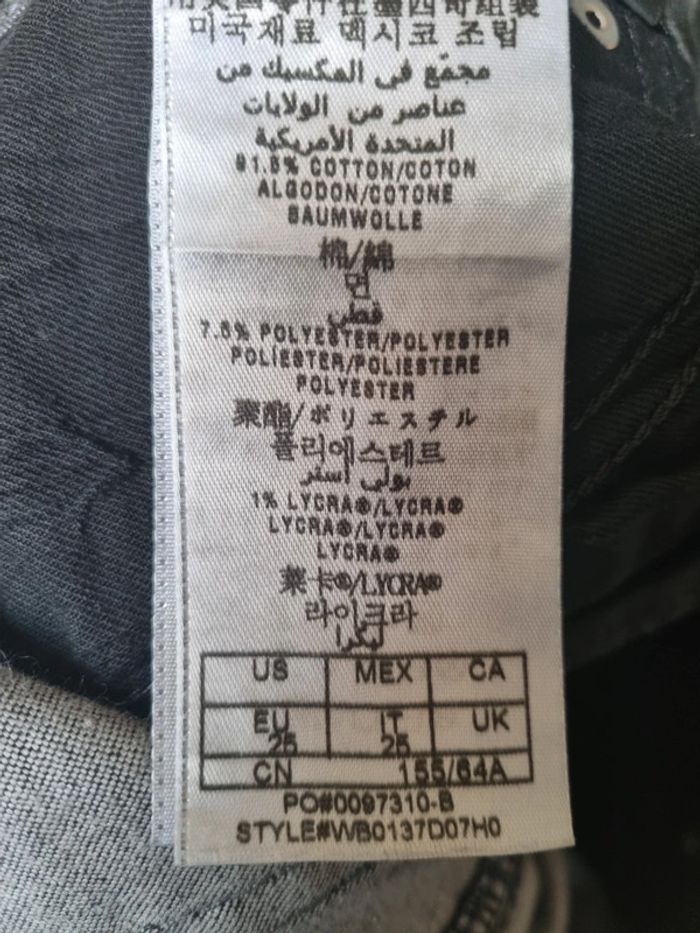 미국재료 멕시코 조립
مجمّع في المكسيك من
عناصر من الولايات
المتحدة الأمريكية
91.5% COTTON/COTON
ALGODON/COTONE
BAUMWOLLE
棉/綿
면
قطن
7.5% POLYESTER/POLYESTER
POLÍESTER/POLIESTERE
POLYESTER
聚酯/ポリエステル
폴리에스테르
بولي أستر
1% LYCRA®/LYCRA®
LYCRA®/LYCRA®
LYCRA®
莱卡®/LYCRA®
라이크라
ليكرا
US MEX CA
EU 25 IT 25 UK
CN 155/64A
PO#0097310-B
STYLE#WB0137D07H0